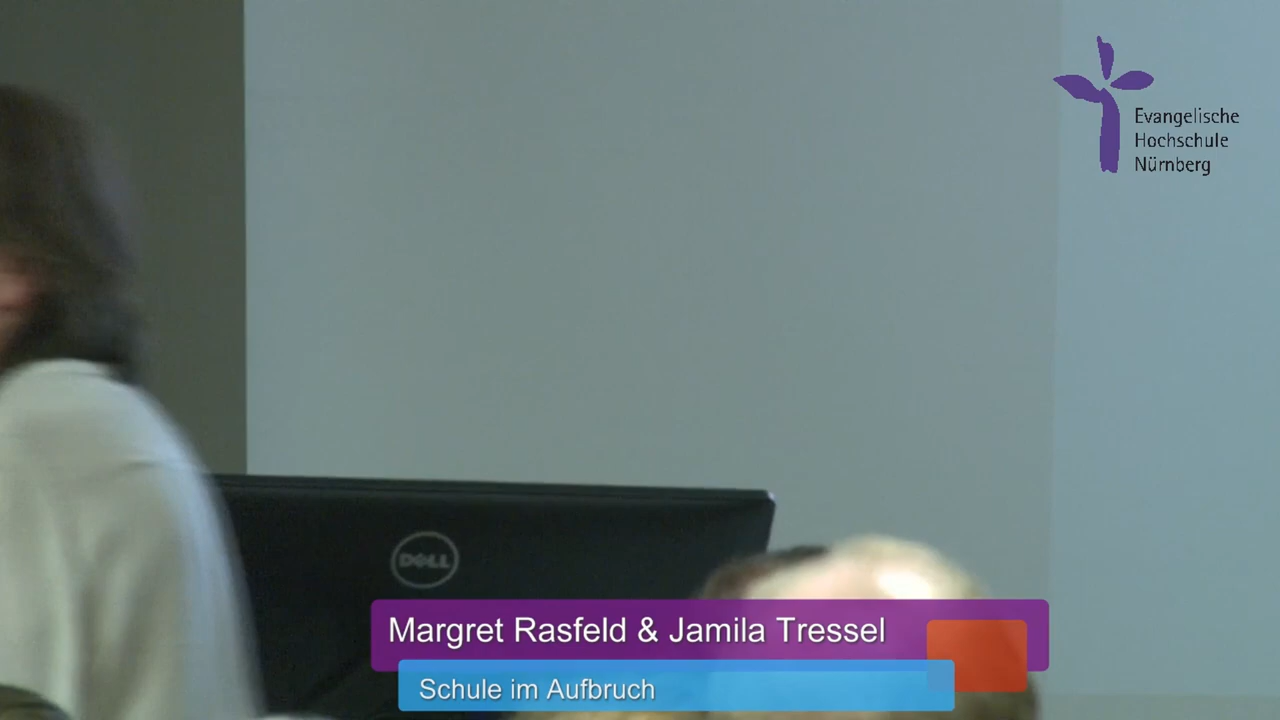 Evangelische
Hochschule
Nürnberg
DELL
Margret Rasfeld & Jamila Tressel
Schule im Aufbruch